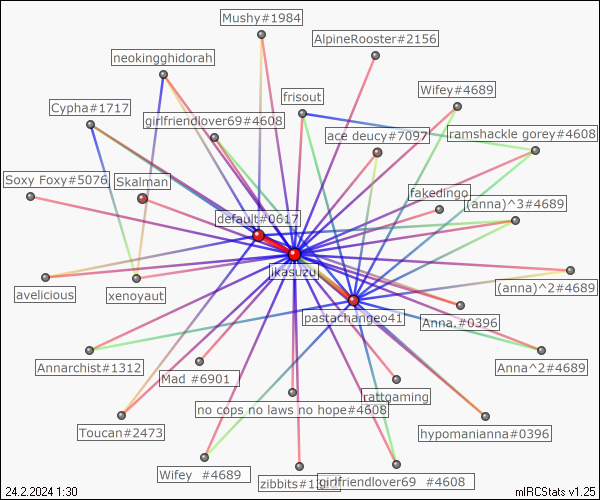 Mushy#1984
AlpineRooster#2156
neokingghidorah
Wifey#4689
frisout
Cypha#1717
girlfriendlover69#4608
ace deucy#7097
ramshackle gorey#4608
Soxy Foxy#5076
Skalman
fakedingo
(anna)^3#4689
default#0617
ikasuzu
avelicious
xenoyaut
(anna)^2#4689
pastachangeo41
Anna.#0396
Annarchist#1312
Anna^2#4689
Mad #6901
rattgaming
no cops no laws no hope#4608
Toucan#2473
hypomanianna#0396
Wifey #4689
zibbits#1
girlfriendlover69 #4608
24.2.2024 1:30
mIRCStats v1.25